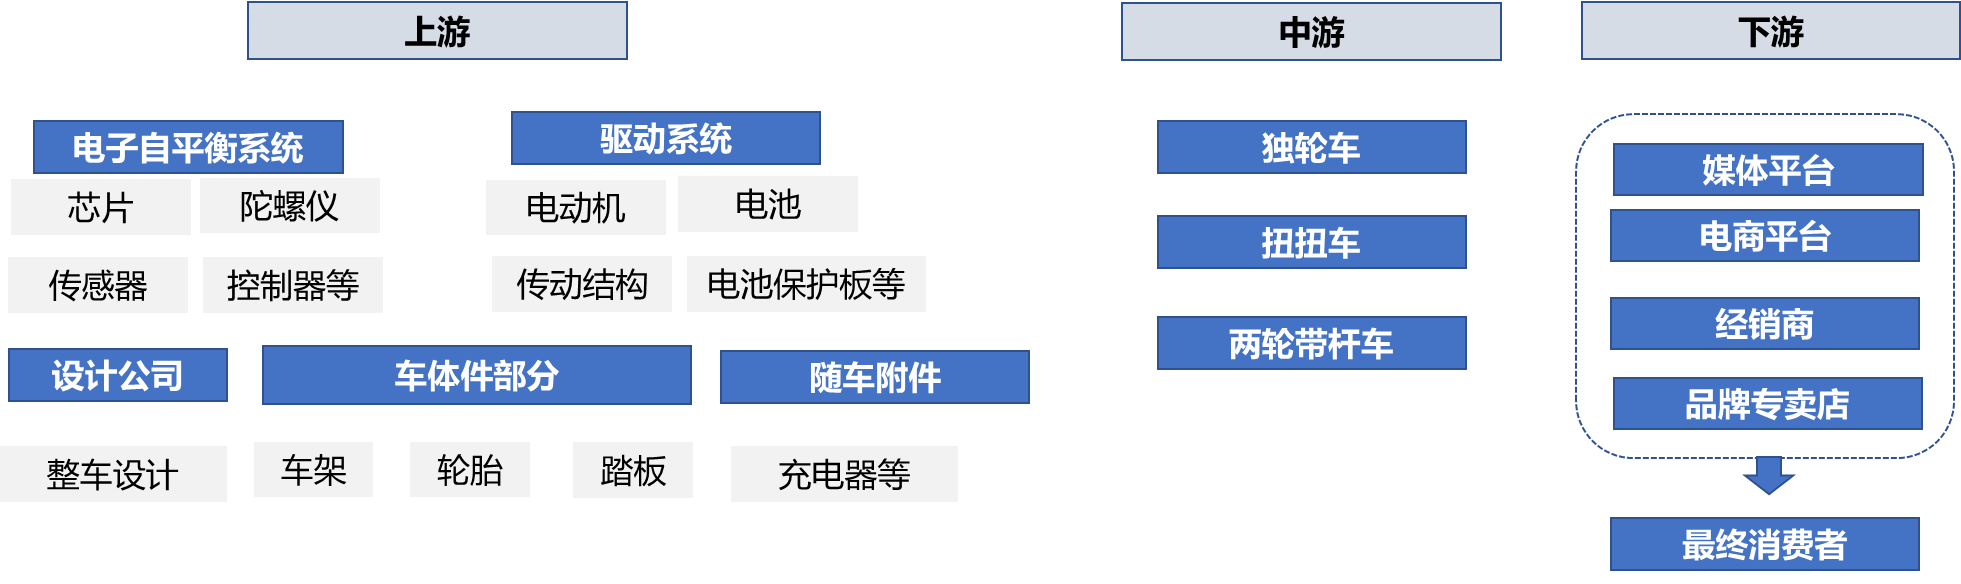 上游
中游
下游
电子自平衡系统
驱动系统
芯片
陀螺仪
电动机
电池
传感器
控制器等
传动结构
电池保护板等
设计公司
车体件部分
随车附件
整车设计
车架
轮胎
踏板
充电器等
独轮车
扭扭车
两轮带杆车
媒体平台
电商平台
经销商
品牌专卖店
最终消费者